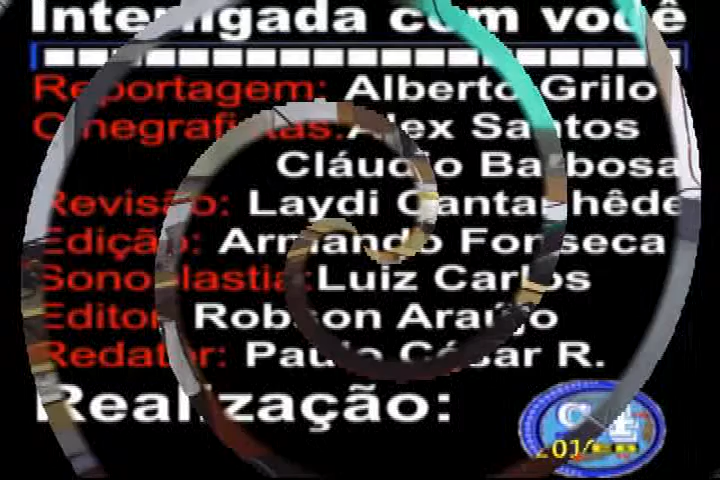 Interligada com você
Reportagem: Alberto Grilo
Cinegrafistas: Alex Santos
Cláudio Barbosa
Revisão: Laydi Cantanhêde
Edição: Armando Fonseca
Sonoplastia: Luiz Carlos
Editor Robson Araújo
Redator: Paulo César R.
Realização: